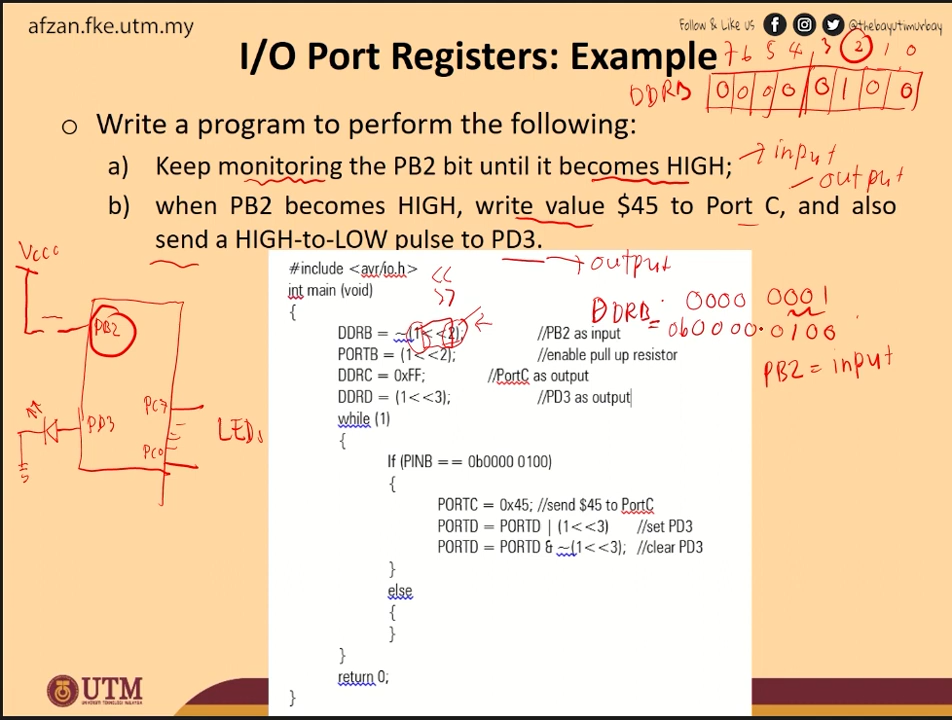 afzan.fke.utm.my
Follow & Like us @thebayutimurbay
I/O Port Registers: Example
7 6 5 4 3 2 1 0
DDRB 0 0 0 0 0 1 0 0
o Write a program to perform the following:
a) Keep monitoring the PB2 bit until it becomes HIGH; → input
output
b) when PB2 becomes HIGH, write value $45 to Port C, and also
send a HIGH-to-LOW pulse to PD3.
→ output
Vcc
PB2
PD3
PC7
PC0
LEDs
#include <avr/io.h>
<<
int main (void)
>>
{
DDRB = ~(1<<2); //PB2 as input
PORTB = (1<<2); //enable pull up resistor
DDRC = 0xFF; //PortC as output
DDRD = (1<<3); //PD3 as output
while (1)
{
If (PINB == 0b0000 0100)
{
PORTC = 0x45; //send $45 to PortC
PORTD = PORTD | (1<<3) //set PD3
PORTD = PORTD & ~(1<<3); //clear PD3
}
else
{
}
}
return 0;
}
DDRB : 0000 0001
= 0b0000.0100
PB2 = input
UTM
UNIVERSITI TEKNOLOGI MALAYSIA